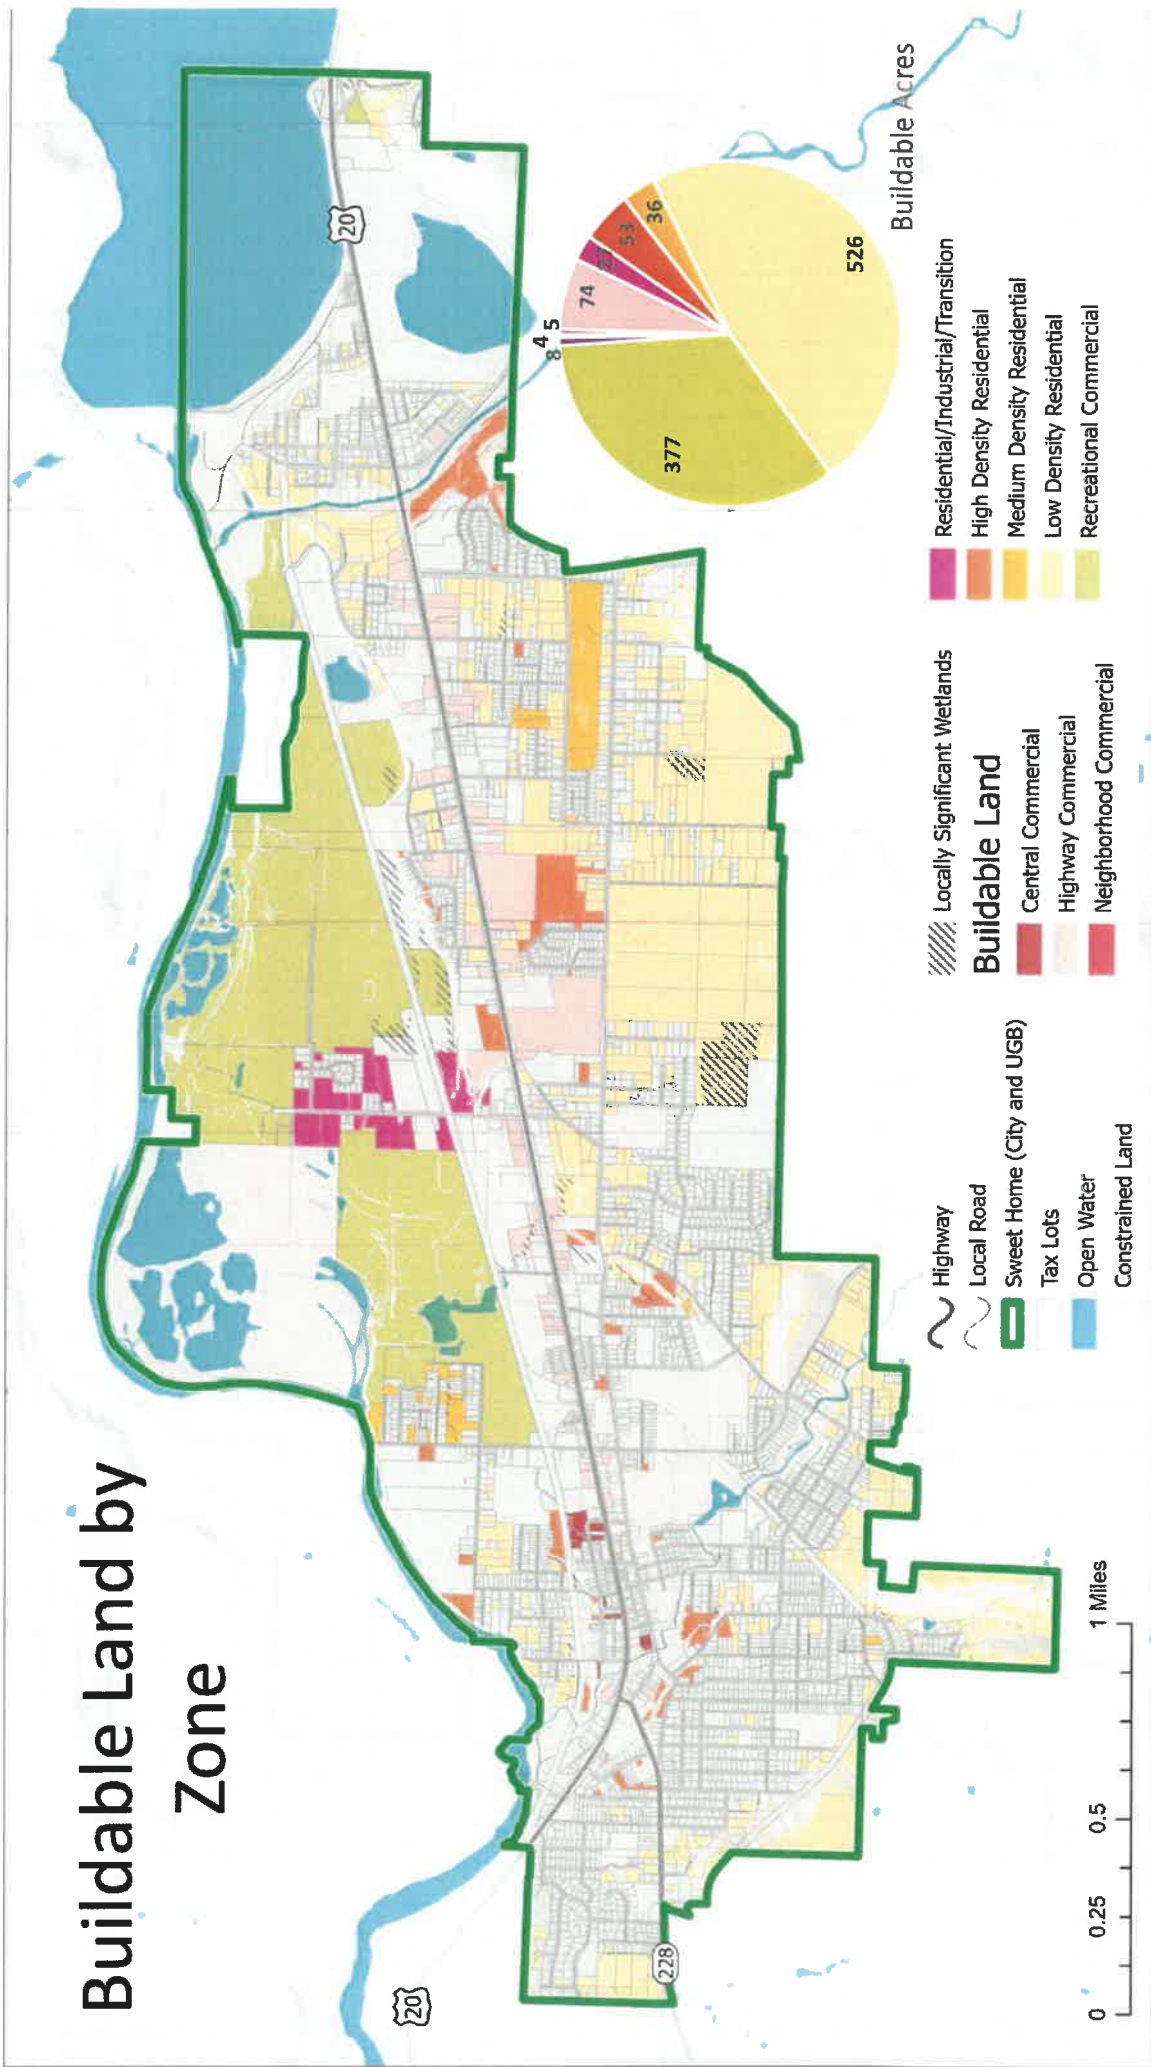 Buildable Land by
Zone
20
20
228
8
4
5
74
27
53
36
377
526
Buildable Acres
Highway
Local Road
Sweet Home (City and UGB)
Tax Lots
Open Water
Constrained Land
Locally Significant Wetlands
Buildable Land
Central Commercial
Highway Commercial
Neighborhood Commercial
Residential/Industrial/Transition
High Density Residential
Medium Density Residential
Low Density Residential
Recreational Commercial
0 0.25 0.5 1 Miles